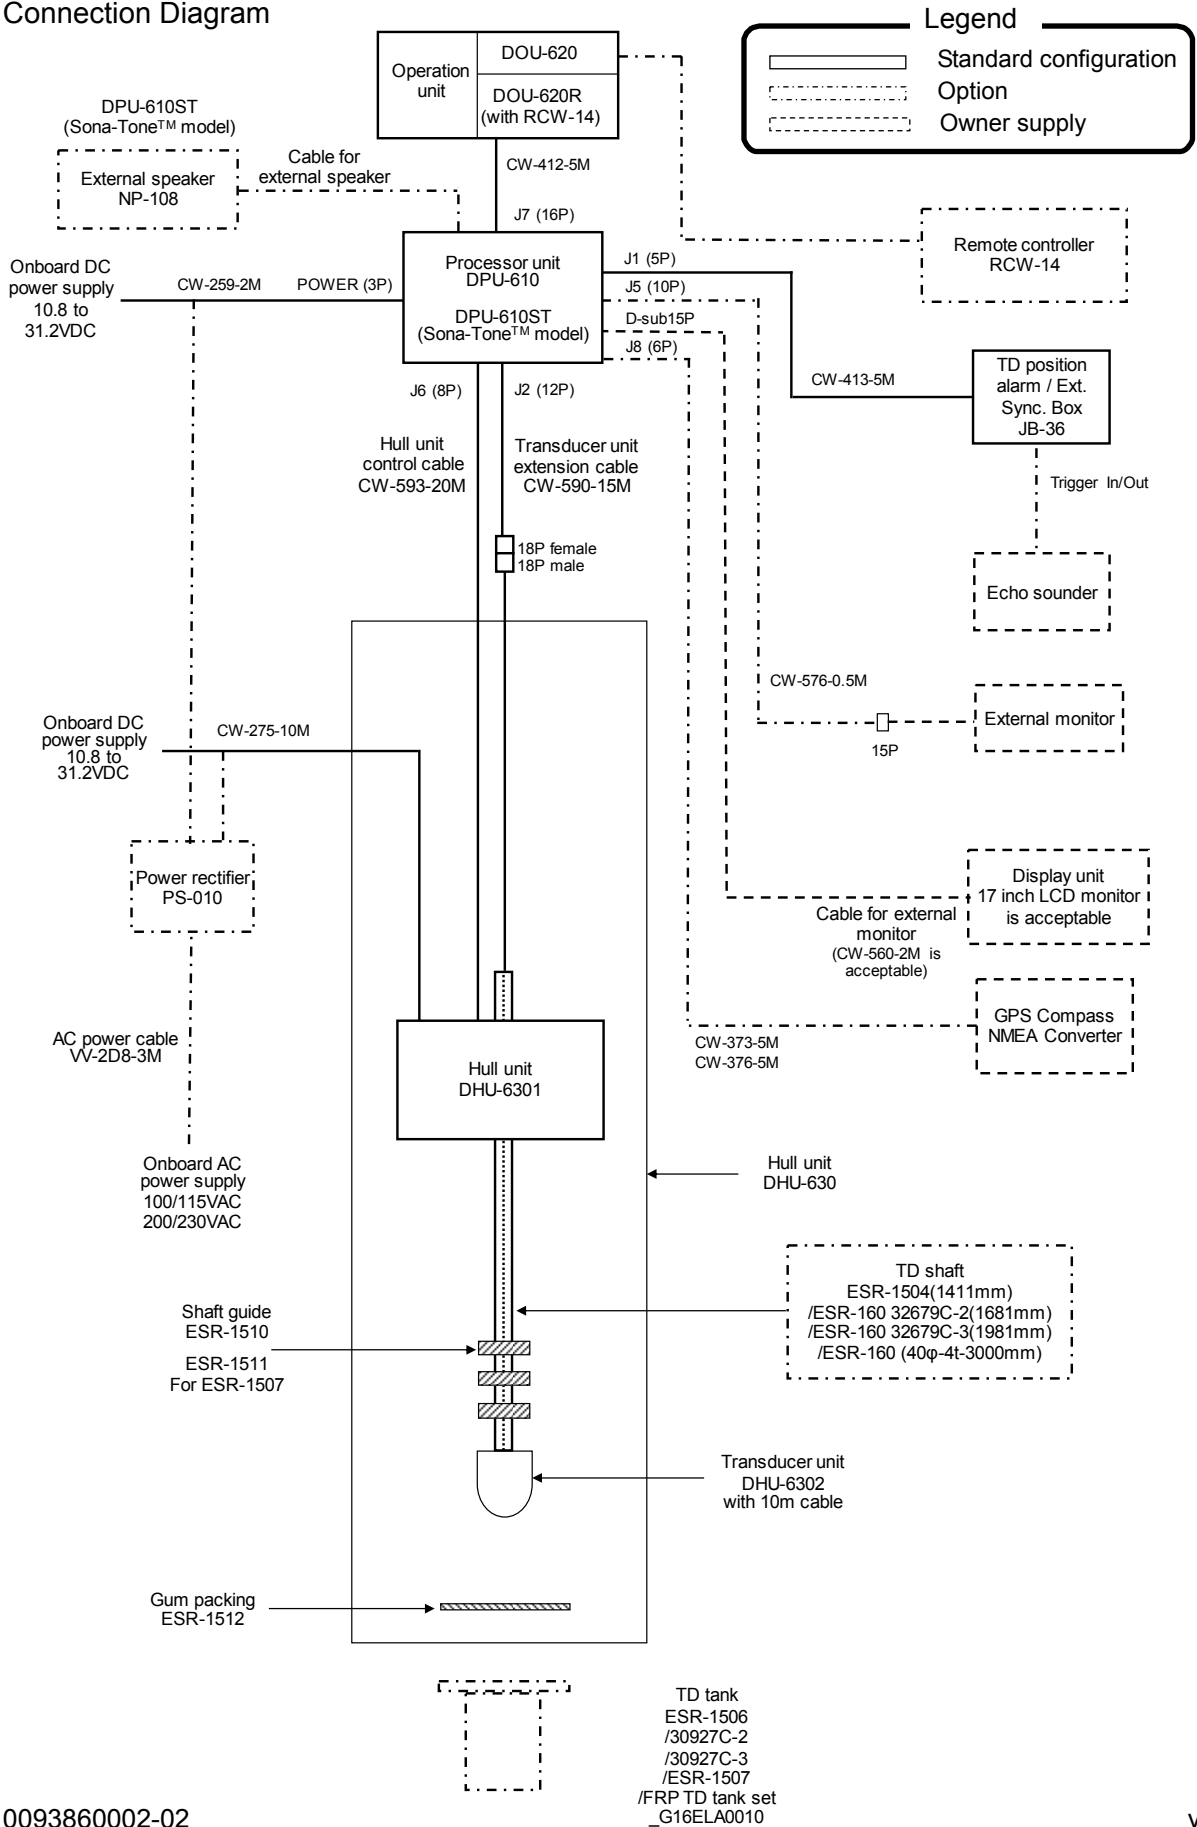 Connection Diagram
Legend
Standard configuration
Option
Owner supply
Operation
unit
DOU-620
DOU-620R
(with RCW-14)
DPU-610ST
(Sona-Tone™ model)
External speaker
NP-108
Cable for
external speaker
CW-412-5M
J7 (16P)
Remote controller
RCW-14
Onboard DC
power supply
10.8 to
31.2VDC
CW-259-2M
POWER (3P)
Processor unit
DPU-610
DPU-610ST
(Sona-Tone™ model)
J1 (5P)
J5 (10P)
D-sub15P
J8 (6P)
J6 (8P)
J2 (12P)
CW-413-5M
TD position
alarm / Ext.
Sync. Box
JB-36
Trigger In/Out
Echo sounder
Hull unit
control cable
CW-593-20M
Transducer unit
extension cable
CW-590-15M
18P female
18P male
CW-576-0.5M
15P
External monitor
Onboard DC
power supply
10.8 to
31.2VDC
CW-275-10M
Power rectifier
PS-010
Display unit
17 inch LCD monitor
is acceptable
Cable for external
monitor
(CW-560-2M is
acceptable)
GPS Compass
NMEA Converter
CW-373-5M
CW-376-5M
AC power cable
VV-2D8-3M
Hull unit
DHU-6301
Onboard AC
power supply
100/115VAC
200/230VAC
Hull unit
DHU-630
TD shaft
ESR-1504(1411mm)
/ESR-160 32679C-2(1681mm)
/ESR-160 32679C-3(1981mm)
/ESR-160 (40φ-4t-3000mm)
Shaft guide
ESR-1510
ESR-1511
For ESR-1507
Transducer unit
DHU-6302
with 10m cable
Gum packing
ESR-1512
TD tank
ESR-1506
/30927C-2
/30927C-3
/ESR-1507
/FRP TD tank set
_G16ELA0010
0093860002-02
v